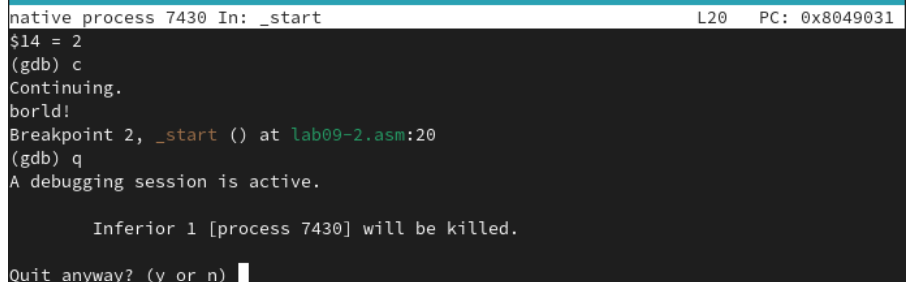 native process 7430 In: _start L20 PC: 0x8049031
$14 = 2
(gdb) c
Continuing.
borld!
Breakpoint 2, _start () at lab09-2.asm:20
(gdb) q
A debugging session is active.
Inferior 1 [process 7430] will be killed.
Quit anyway? (y or n)